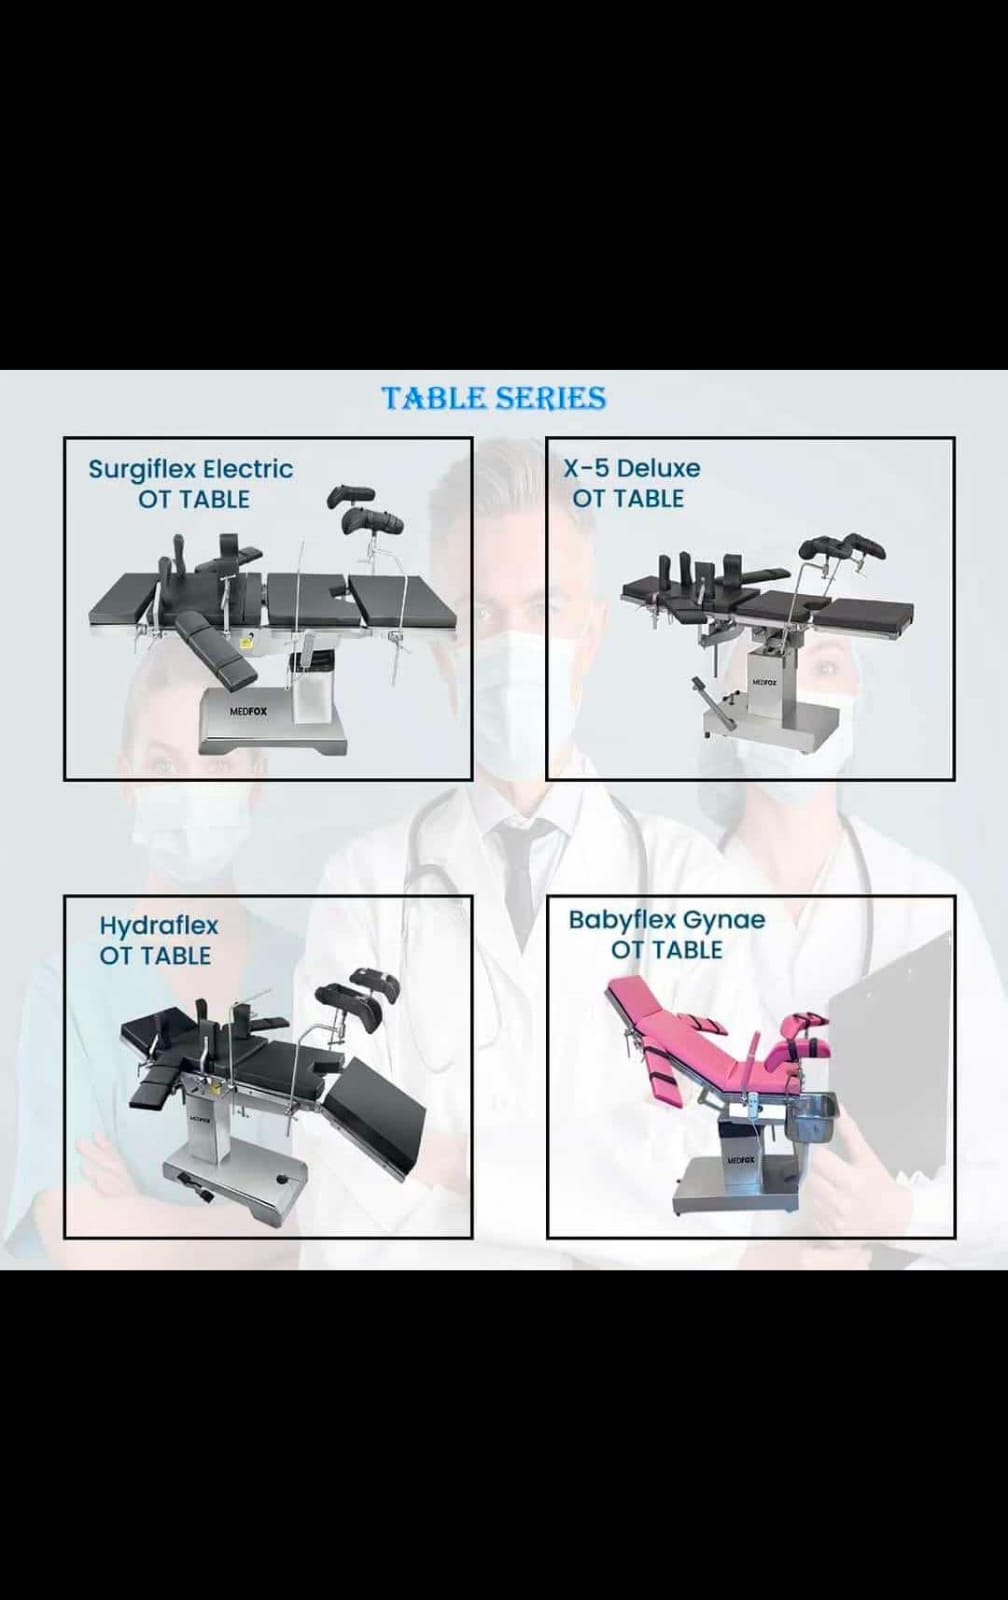 TABLE SERIES
Surgiflex Electric
OT TABLE
MEDFOX
X-5 Deluxe
OT TABLE
MEDFOX
Hydraflex
OT TABLE
MEDFOX
Babyflex Gynae
OT TABLE
MEDFOX